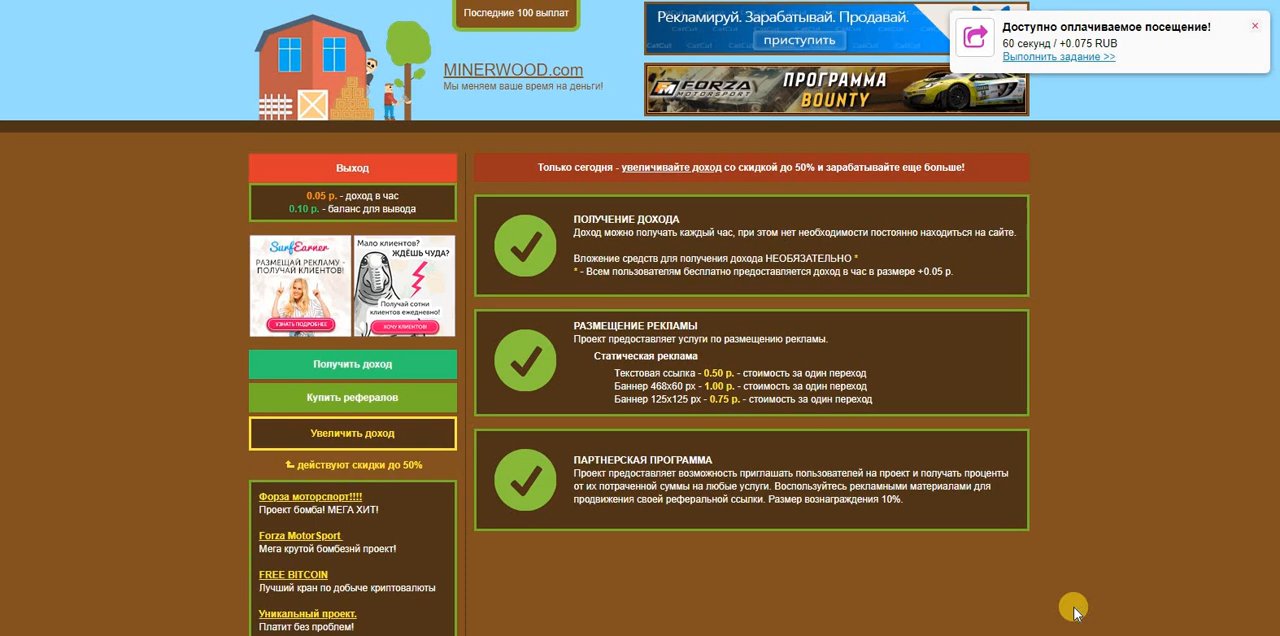 Последние 100 выплат
MINERWOOD.com
Мы меняем ваше время на деньги!
Рекламируй. Зарабатывай. Продавай.
приступить
FORZA
MOTORSPORT
ПРОГРАММА
BOUNTY
Доступно оплачиваемое посещение!
60 секунд / +0.075 RUB
Выполнить задание >>
Выход
0.05 р. - доход в час
0.10 р. - баланс для вывода
SurfEarner
РАЗМЕЩАЙ РЕКЛАМУ -
ПОЛУЧАЙ КЛИЕНТОВ!
УЗНАТЬ ПОДРОБНЕЕ
Мало клиентов?
ЖДЁШЬ ЧУДА?
Получай сотни
клиентов ежедневно!
ХОЧУ КЛИЕНТОВ!
Получить доход
Купить рефералов
Увеличить доход
действуют скидки до 50%
Форза моторспорт!!!!
Проект бомба! МЕГА ХИТ!
Forza MotorSport
Мега крутой бомбезнй проект!
FREE BITCOIN
Лучший кран по добыче криптовалюты
Уникальный проект.
Платит без проблем!
Только сегодня - увеличивайте доход со скидкой до 50% и зарабатывайте еще больше!
ПОЛУЧЕНИЕ ДОХОДА
Доход можно получать каждый час, при этом нет необходимости постоянно находиться на сайте.
Вложение средств для получения дохода НЕОБЯЗАТЕЛЬНО *
* - Всем пользователям бесплатно предоставляется доход в час в размере +0.05 р.
РАЗМЕЩЕНИЕ РЕКЛАМЫ
Проект предоставляет услуги по размещению рекламы.
Статическая реклама
Текстовая ссылка - 0.50 р. - стоимость за один переход
Баннер 468x60 px - 1.00 р. - стоимость за один переход
Баннер 125x125 px - 0.75 р. - стоимость за один переход
ПАРТНЕРСКАЯ ПРОГРАММА
Проект предоставляет возможность приглашать пользователей на проект и получать проценты
от их потраченной суммы на любые услуги. Воспользуйтесь рекламными материалами для
продвижения своей реферальной ссылки. Размер вознаграждения 10%.